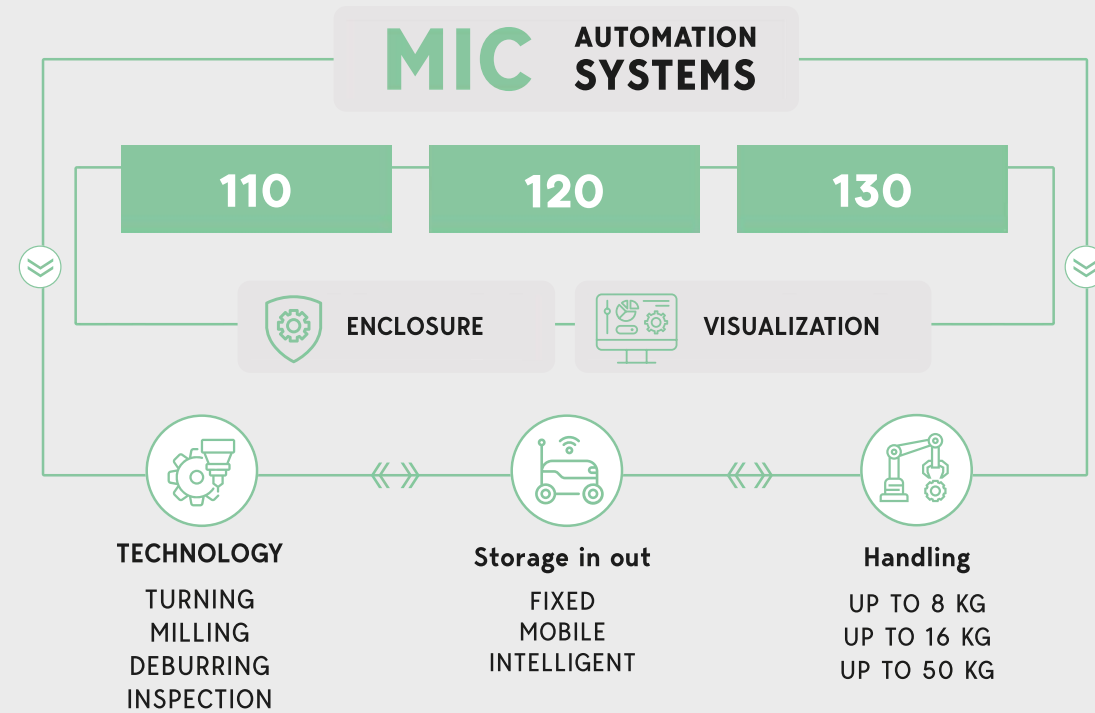 MIC
AUTOMATION
SYSTEMS
110
120
130
ENCLOSURE
VISUALIZATION
TECHNOLOGY
TURNING
MILLING
DEBURRING
INSPECTION
Storage in out
FIXED
MOBILE
INTELLIGENT
Handling
UP TO 8 KG
UP TO 16 KG
UP TO 50 KG